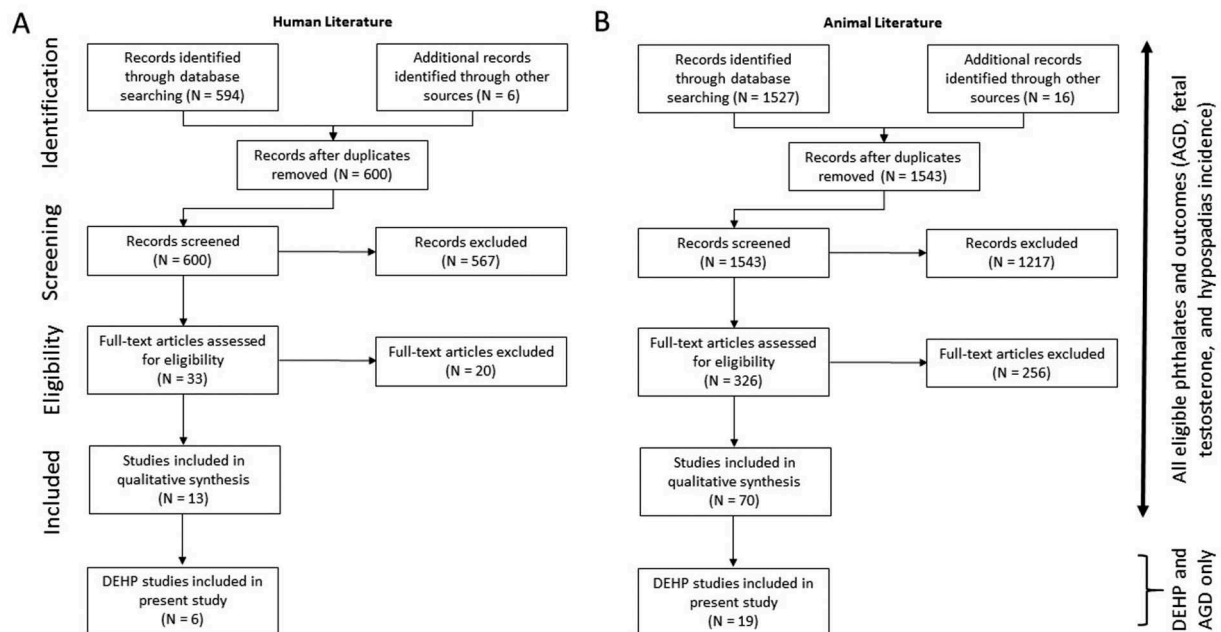 A
Human Literature
Records identified
through database
searching (N = 594)
Additional records
identified through other
sources (N = 6)
Records after duplicates
removed (N = 600)
Records screened
(N = 600)
Records excluded
(N = 567)
Full-text articles assessed
for eligibility
(N = 33)
Full-text articles excluded
(N = 20)
Studies included in
qualitative synthesis
(N = 13)
DEHP studies included in
present study
(N = 6)
Identification
Screening
Eligibility
Included
B
Animal Literature
Records identified
through database
searching (N = 1527)
Additional records
identified through other
sources (N = 16)
Records after duplicates
removed (N = 1543)
Records screened
(N = 1543)
Records excluded
(N = 1217)
Full-text articles assessed
for eligibility
(N = 326)
Full-text articles excluded
(N = 256)
Studies included in
qualitative synthesis
(N = 70)
DEHP studies included in
present study
(N = 19)
All eligible phthalates and outcomes (AGD, fetal
testosterone, and hypospadias incidence)
DEHP and
AGD only